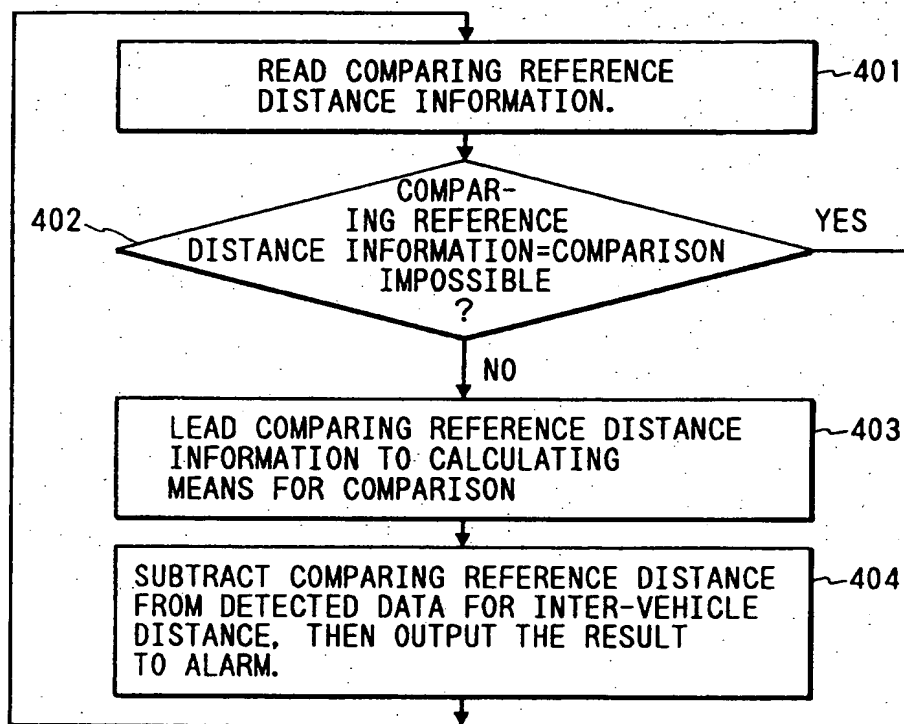 READ COMPARING REFERENCE
DISTANCE INFORMATION.
401
COMPAR-
ING REFERENCE
DISTANCE INFORMATION=COMPARISON
IMPOSSIBLE
?
402
YES
NO
LEAD COMPARING REFERENCE DISTANCE
INFORMATION TO CALCULATING
MEANS FOR COMPARISON
403
SUBTRACT COMPARING REFERENCE DISTANCE
FROM DETECTED DATA FOR INTER-VEHICLE
DISTANCE, THEN OUTPUT THE RESULT
TO ALARM.
404